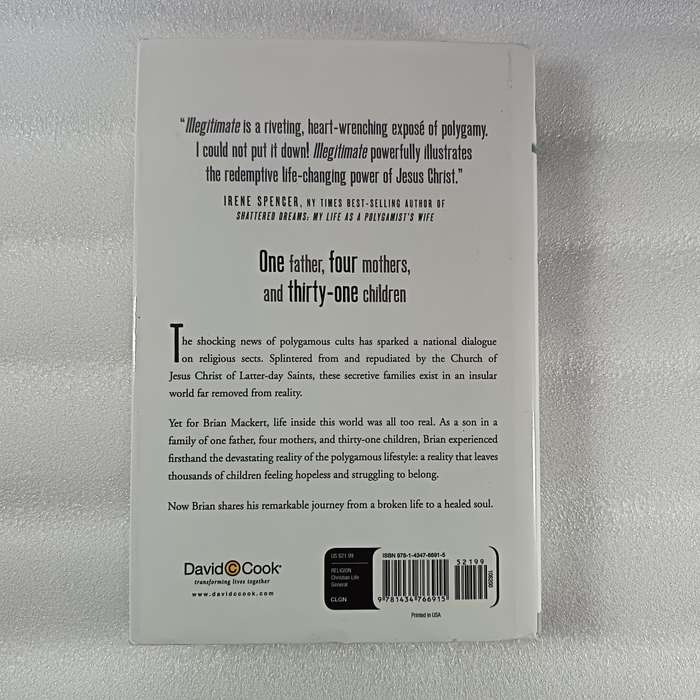 "Illegitimate is a riveting, heart-wrenching exposé of polygamy.
I could not put it down! Illegitimate powerfully illustrates
the redemptive life-changing power of Jesus Christ."
IRENE SPENCER, NY TIMES BEST-SELLING AUTHOR OF
SHATTERED DREAMS: MY LIFE AS A POLYGAMIST'S WIFE
One father, four mothers,
and thirty-one children
The shocking news of polygamous cults has sparked a national dialogue
on religious sects. Splintered from and repudiated by the Church of
Jesus Christ of Latter-day Saints, these secretive families exist in an insular
world far removed from reality.
Yet for Brian Mackert, life inside this world was all too real. As a son in a
family of one father, four mothers, and thirty-one children, Brian experienced
firsthand the devastating reality of the polygamous lifestyle: a reality that leaves
thousands of children feeling hopeless and struggling to belong.
Now Brian shares his remarkable journey from a broken life to a healed soul.
David C Cook®
transforming lives together
www.davidccook.com
US $21.99
RELIGION
Christian Life
General
CLGN
ISBN 978-1-4347-6691-5
52199
9 781434 766915
Printed in USA